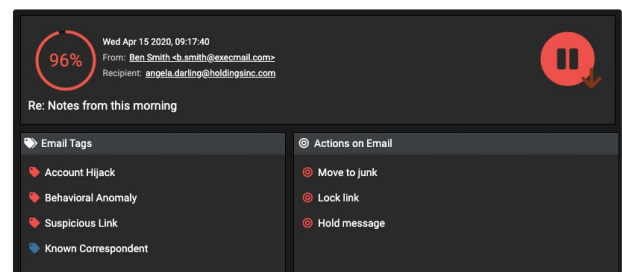 96%
Wed Apr 15 2020, 09:17:40
From: Ben Smith <b.smith@execmail.com>
Recipient: angela.darling@holdingsinc.com
Re: Notes from this morning
Email Tags
Account Hijack
Behavioral Anomaly
Suspicious Link
Known Correspondent
Actions on Email
Move to junk
Lock link
Hold message